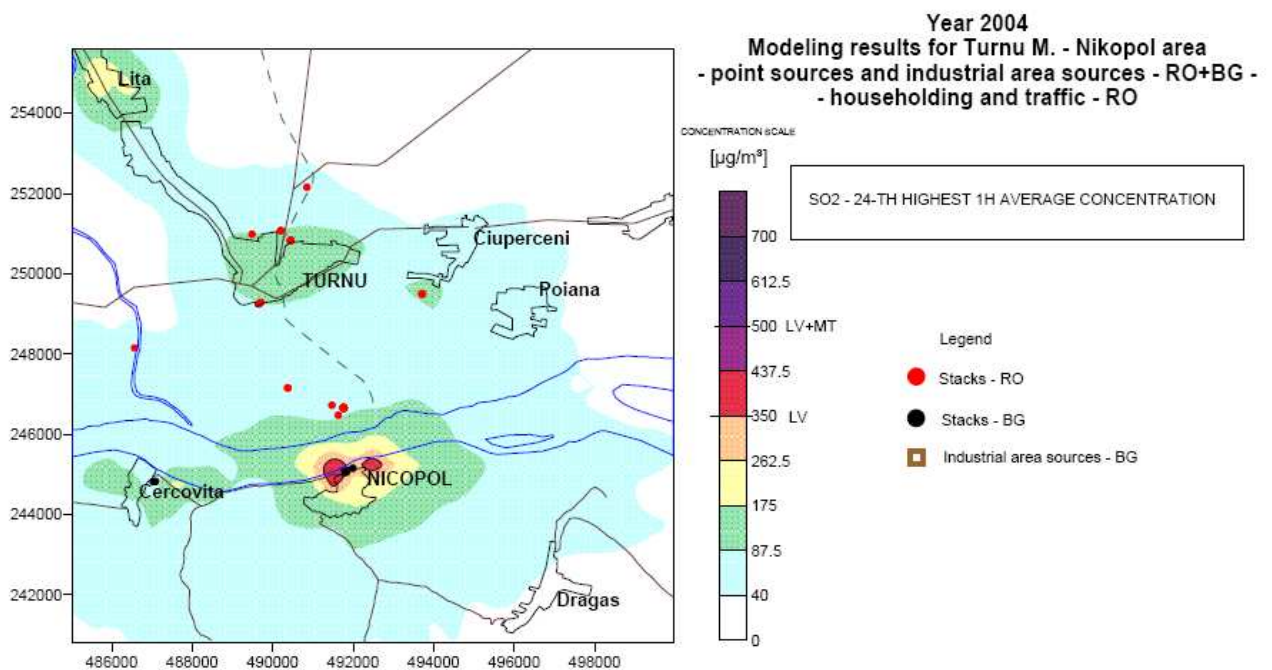 Year 2004
Modeling results for Turnu M. - Nikopol area
- point sources and industrial area sources - RO+BG -
- householding and traffic - RO
CONCENTRATION SCALE
[µg/m³]
SO2 - 24-TH HIGHEST 1H AVERAGE CONCENTRATION
700
612.5
500 LV+MT
437.5
350 LV
262.5
175
87.5
40
0
Legend
Stacks - RO
Stacks - BG
Industrial area sources - BG
Lita
Ciuperceni
TURNU
Poiana
Cercovita
NICOPOL
Dragas
254000
252000
250000
248000
246000
244000
242000
486000 488000 490000 492000 494000 496000 498000